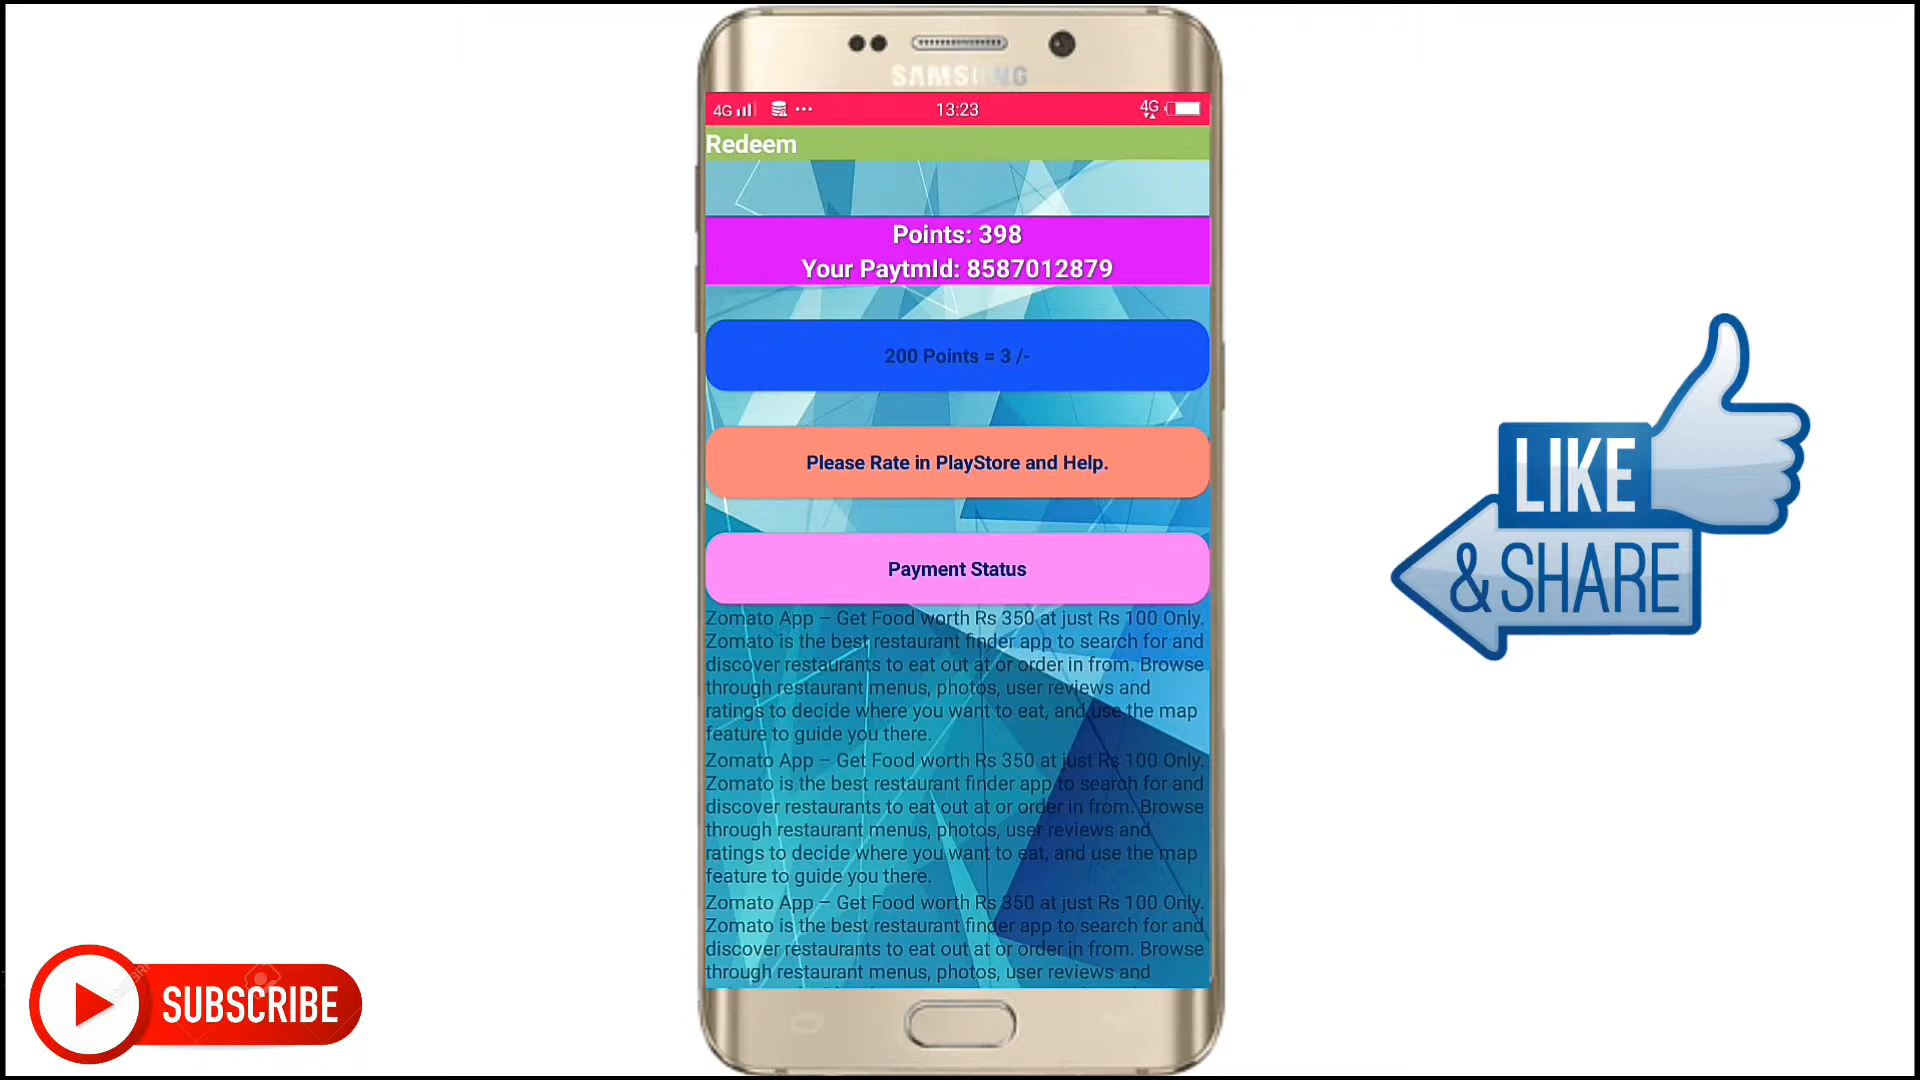 SAMSUNG
4G ... 13:23 4G
Redeem
Points: 398
Your PaytmId: 8587012879
200 Points = 3 /-
Please Rate in PlayStore and Help.
Payment Status
Zomato App – Get Food worth Rs 350 at just Rs 100 Only.
Zomato is the best restaurant finder app to search for and
discover restaurants to eat out at or order in from. Browse
through restaurant menus, photos, user reviews and
ratings to decide where you want to eat, and use the map
feature to guide you there.
Zomato App – Get Food worth Rs 350 at just Rs 100 Only.
Zomato is the best restaurant finder app to search for and
discover restaurants to eat out at or order in from. Browse
through restaurant menus, photos, user reviews and
ratings to decide where you want to eat, and use the map
feature to guide you there.
Zomato App – Get Food worth Rs 350 at just Rs 100 Only.
Zomato is the best restaurant finder app to search for and
discover restaurants to eat out at or order in from. Browse
through restaurant menus, photos, user reviews and
LIKE
& SHARE
SUBSCRIBE